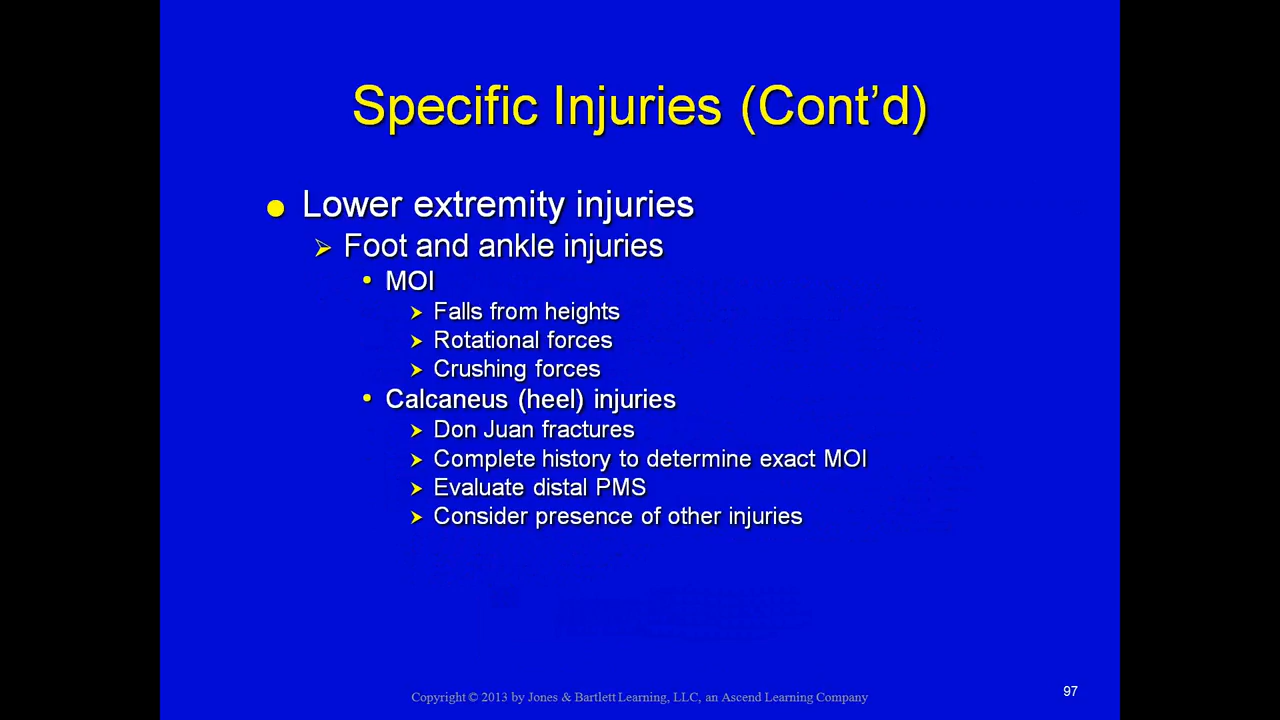 Specific Injuries (Cont’d)
Lower extremity injuries
Foot and ankle injuries
MOI
Falls from heights
Rotational forces
Crushing forces
Calcaneus (heel) injuries
Don Juan fractures
Complete history to determine exact MOI
Evaluate distal PMS
Consider presence of other injuries
Copyright © 2013 by Jones & Bartlett Learning, LLC, an Ascend Learning Company
97